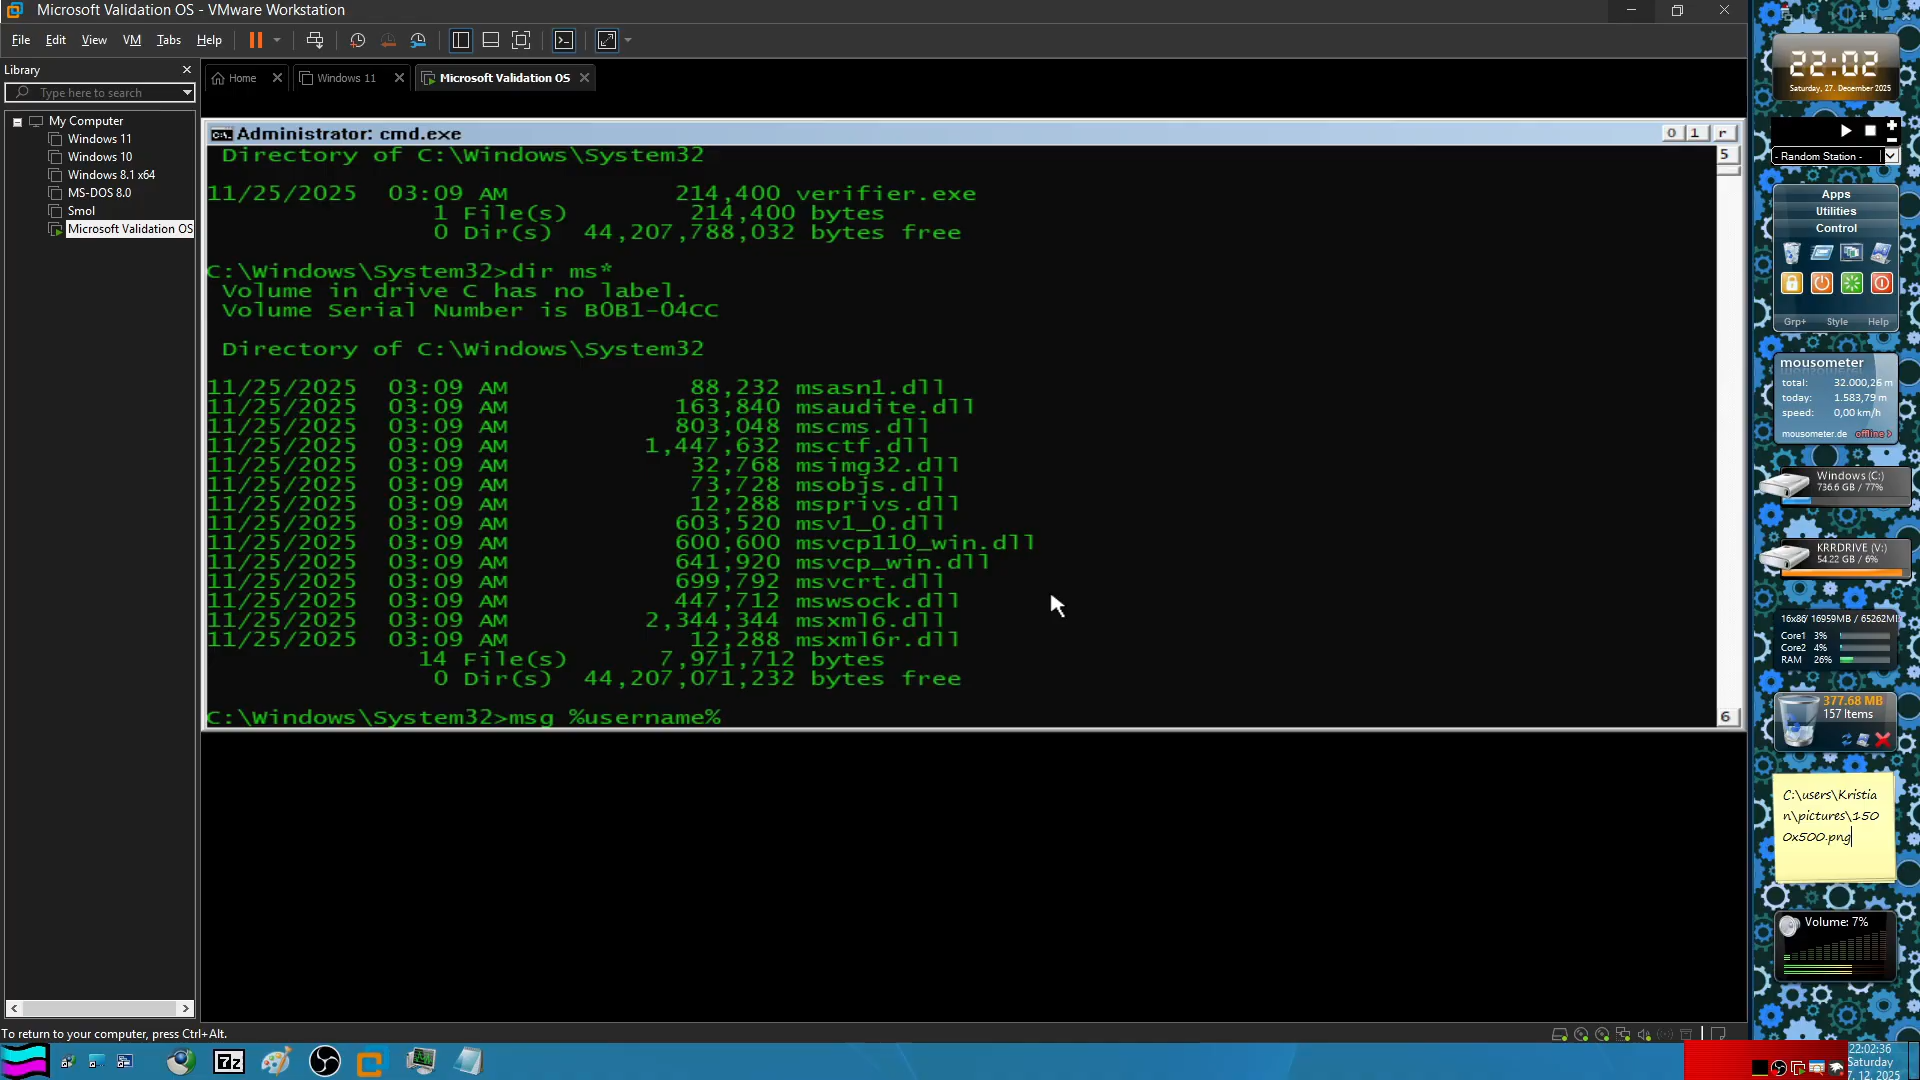 Microsoft Validation OS - VMware Workstation
File Edit View VM Tabs Help
Library
Type here to search
My Computer
Windows 11
Windows 10
Windows 8.1 x64
MS-DOS 8.0
Smol
Microsoft Validation OS
Home
Windows 11
Microsoft Validation OS
Administrator: cmd.exe
0 1 r
5
Directory of C:\Windows\System32
11/25/2025 03:09 AM 214,400 verifier.exe
1 File(s) 214,400 bytes
0 Dir(s) 44,207,788,032 bytes free
C:\Windows\System32>dir ms*
Volume in drive C has no label.
Volume Serial Number is B0B1-04CC
Directory of C:\Windows\System32
11/25/2025 03:09 AM 88,232 msasn1.dll
11/25/2025 03:09 AM 163,840 msaudite.dll
11/25/2025 03:09 AM 803,048 mscms.dll
11/25/2025 03:09 AM 1,447,632 msctf.dll
11/25/2025 03:09 AM 32,768 msimg32.dll
11/25/2025 03:09 AM 73,728 msobjs.dll
11/25/2025 03:09 AM 12,288 msprivs.dll
11/25/2025 03:09 AM 603,520 msv1_0.dll
11/25/2025 03:09 AM 600,600 msvcp110_win.dll
11/25/2025 03:09 AM 641,920 msvcp_win.dll
11/25/2025 03:09 AM 699,792 msvcrt.dll
11/25/2025 03:09 AM 447,712 mswsock.dll
11/25/2025 03:09 AM 2,344,344 msxml6.dll
11/25/2025 03:09 AM 12,288 msxml6r.dll
14 File(s) 7,971,712 bytes
0 Dir(s) 44,207,071,232 bytes free
C:\Windows\System32>msg %username%
6
To return to your computer, press Ctrl+Alt.
7z
22:02
Saturday, 27. December 2025
- Random Station -
Apps
Utilities
Control
Grp+ Style Help
mousometer
total: 32.000,26 m
today: 1.583,79 m
speed: 0,00 km/h
mousometer.de offline
Windows (C:)
736.6 GB / 77%
KRRDRIVE (V:)
54.22 GB / 6%
16x86/ 16959MB / 65262M
Core1 3%
Core2 4%
RAM 26%
377.68 MB
157 Items
C:\users\Kristia
n\pictures\150
0x500.png
Volume: 7%
22:02:36
Saturday
7. 12. 2025